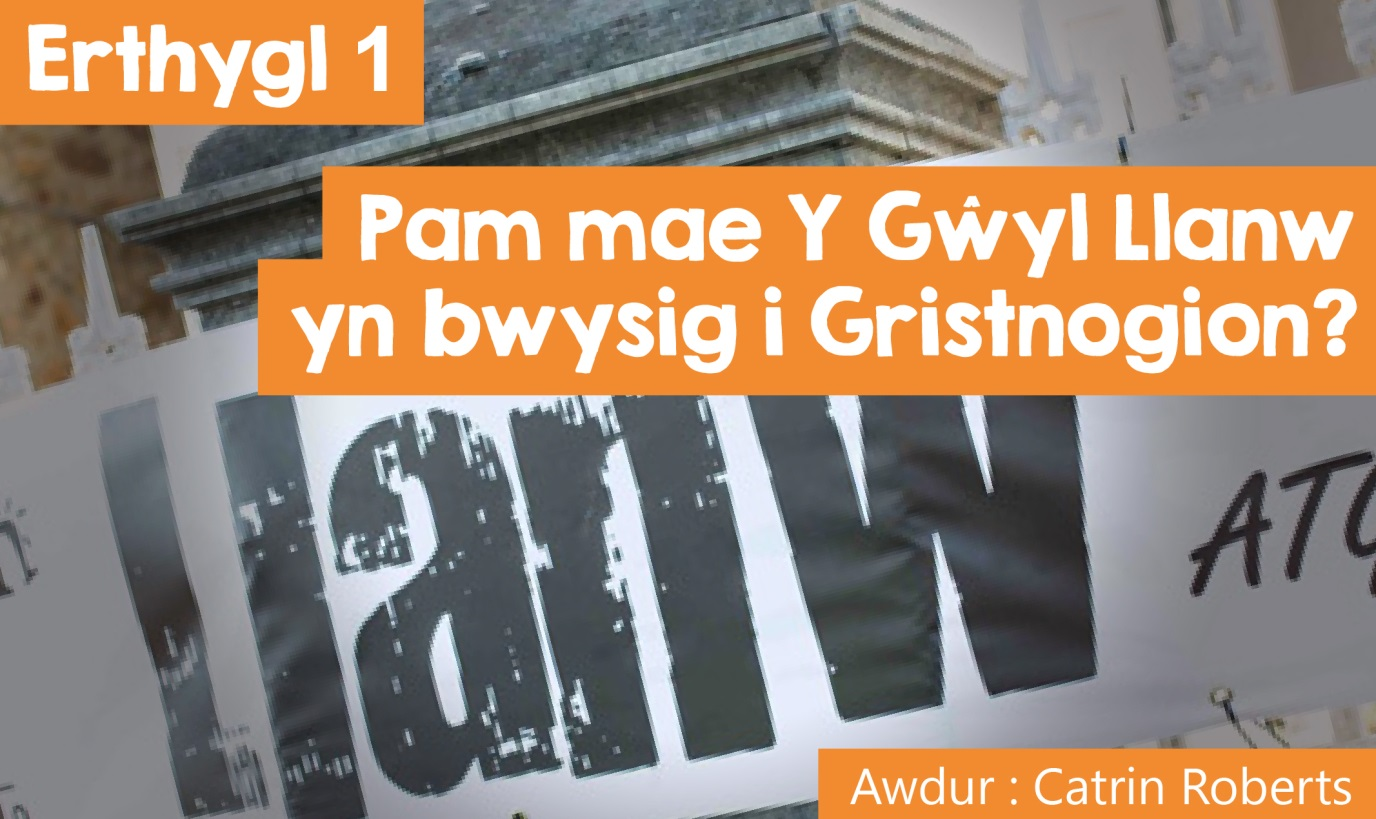 Erthygl 1
Pam mae Y Gŵyl Llanw
yn bwysig i Gristnogion?
llanw
Awdur : Catrin Roberts